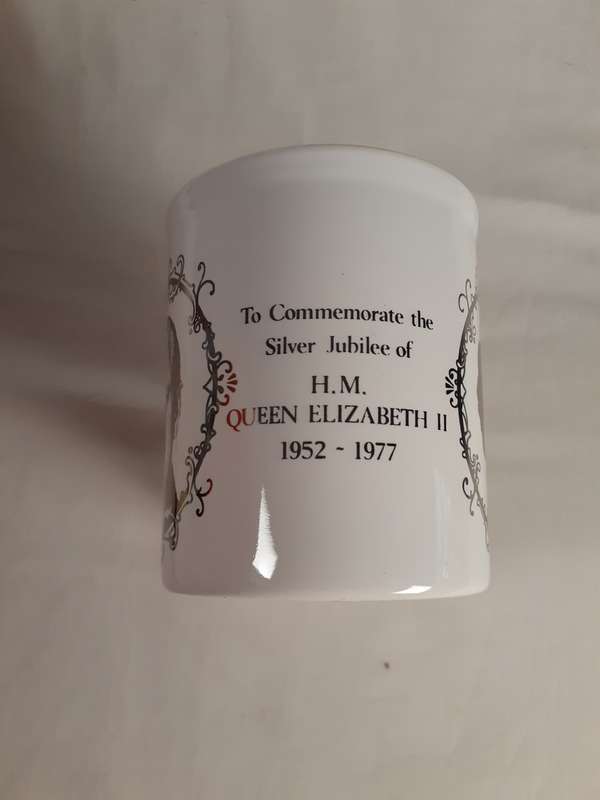 To Commemorate the
Silver Jubilee of
H.M.
QUEEN ELIZABETH II
1952 ~ 1977